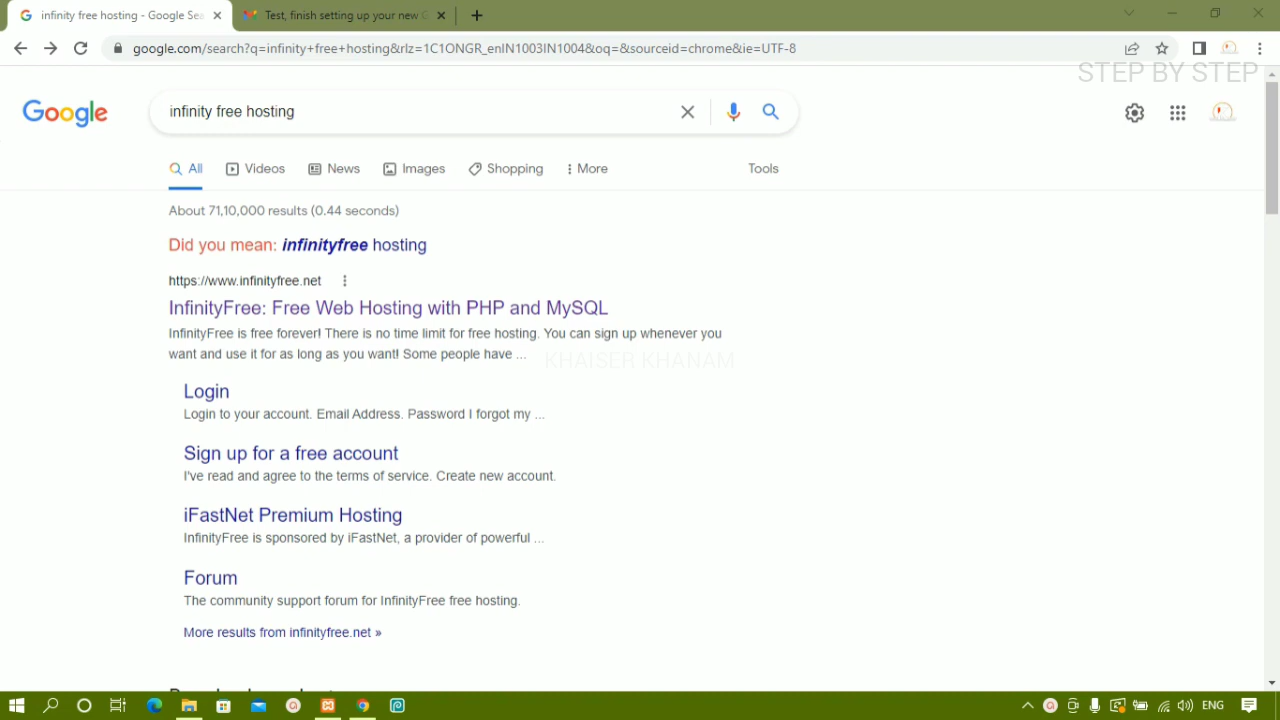 infinity free hosting - Google Sea
Test, finish setting up your new G
google.com/search?q=infinity+free+hosting&rlz=1C1ONGR_enIN1003IN1004&oq=&sourceid=chrome&ie=UTF-8
STEP BY STEP
Google
infinity free hosting
All
Videos
News
Images
Shopping
More
Tools
About 71,10,000 results (0.44 seconds)
Did you mean: infinityfree hosting
https://www.infinityfree.net
InfinityFree: Free Web Hosting with PHP and MySQL
InfinityFree is free forever! There is no time limit for free hosting. You can sign up whenever you
want and use it for as long as you want! Some people have ...
KHAISER KHANAM
Login
Login to your account. Email Address. Password I forgot my ...
Sign up for a free account
I've read and agree to the terms of service. Create new account.
iFastNet Premium Hosting
InfinityFree is sponsored by iFastNet, a provider of powerful ...
Forum
The community support forum for InfinityFree free hosting.
More results from infinityfree.net »
ENG